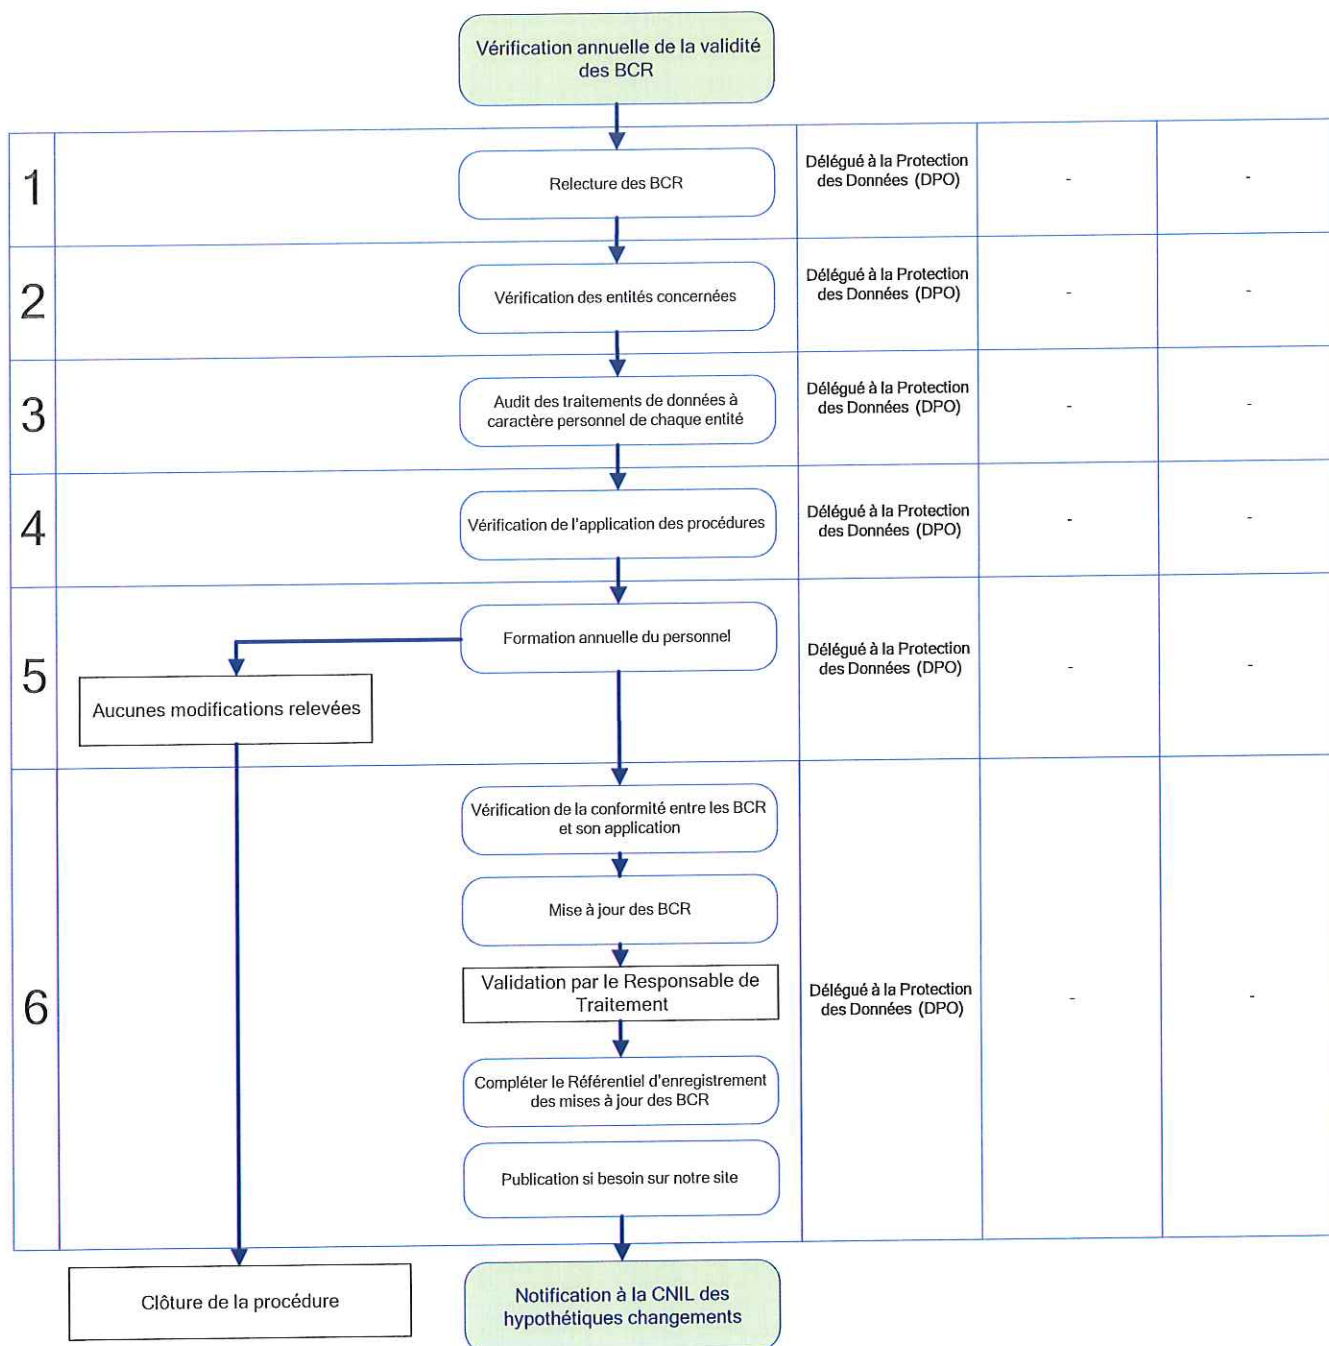 Vérification annuelle de la validité
des BCR
1
Relecture des BCR
Délégué à la Protection
des Données (DPO)
-
-
2
Vérification des entités concernées
Délégué à la Protection
des Données (DPO)
-
-
3
Audit des traitements de données à
caractère personnel de chaque entité
Délégué à la Protection
des Données (DPO)
-
-
4
Vérification de l'application des procédures
Délégué à la Protection
des Données (DPO)
-
-
5
Formation annuelle du personnel
Aucunes modifications relevées
Délégué à la Protection
des Données (DPO)
-
-
6
Vérification de la conformité entre les BCR
et son application
Mise à jour des BCR
Validation par le Responsable de
Traitement
Compléter le Référentiel d'enregistrement
des mises à jour des BCR
Publication si besoin sur notre site
Délégué à la Protection
des Données (DPO)
-
-
Clôture de la procédure
Notification à la CNIL des
hypothétiques changements